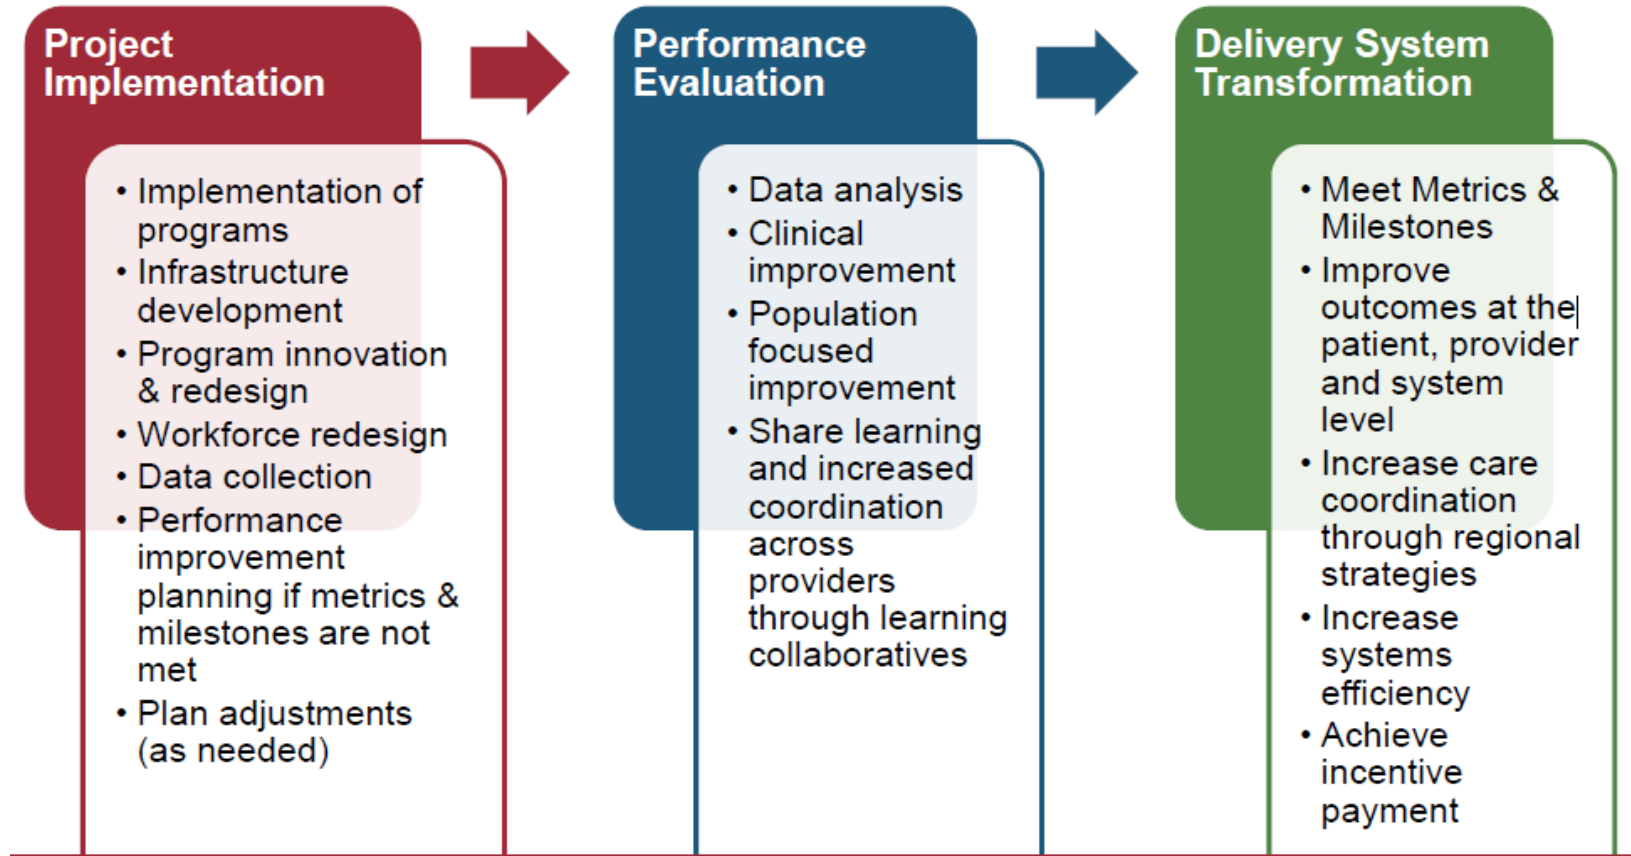 Project
Implementation
• Implementation of
programs
• Infrastructure
development
• Program innovation
& redesign
• Workforce redesign
• Data collection
• Performance
improvement
planning if metrics &
milestones are not
met
• Plan adjustments
(as needed)
Performance
Evaluation
• Data analysis
• Clinical
improvement
• Population
focused
improvement
• Share learning
and increased
coordination
across
providers
through learning
collaboratives
Delivery System
Transformation
• Meet Metrics &
Milestones
• Improve
outcomes at the
patient, provider
and system
level
• Increase care
coordination
through regional
strategies
• Increase
systems
efficiency
• Achieve
incentive
payment